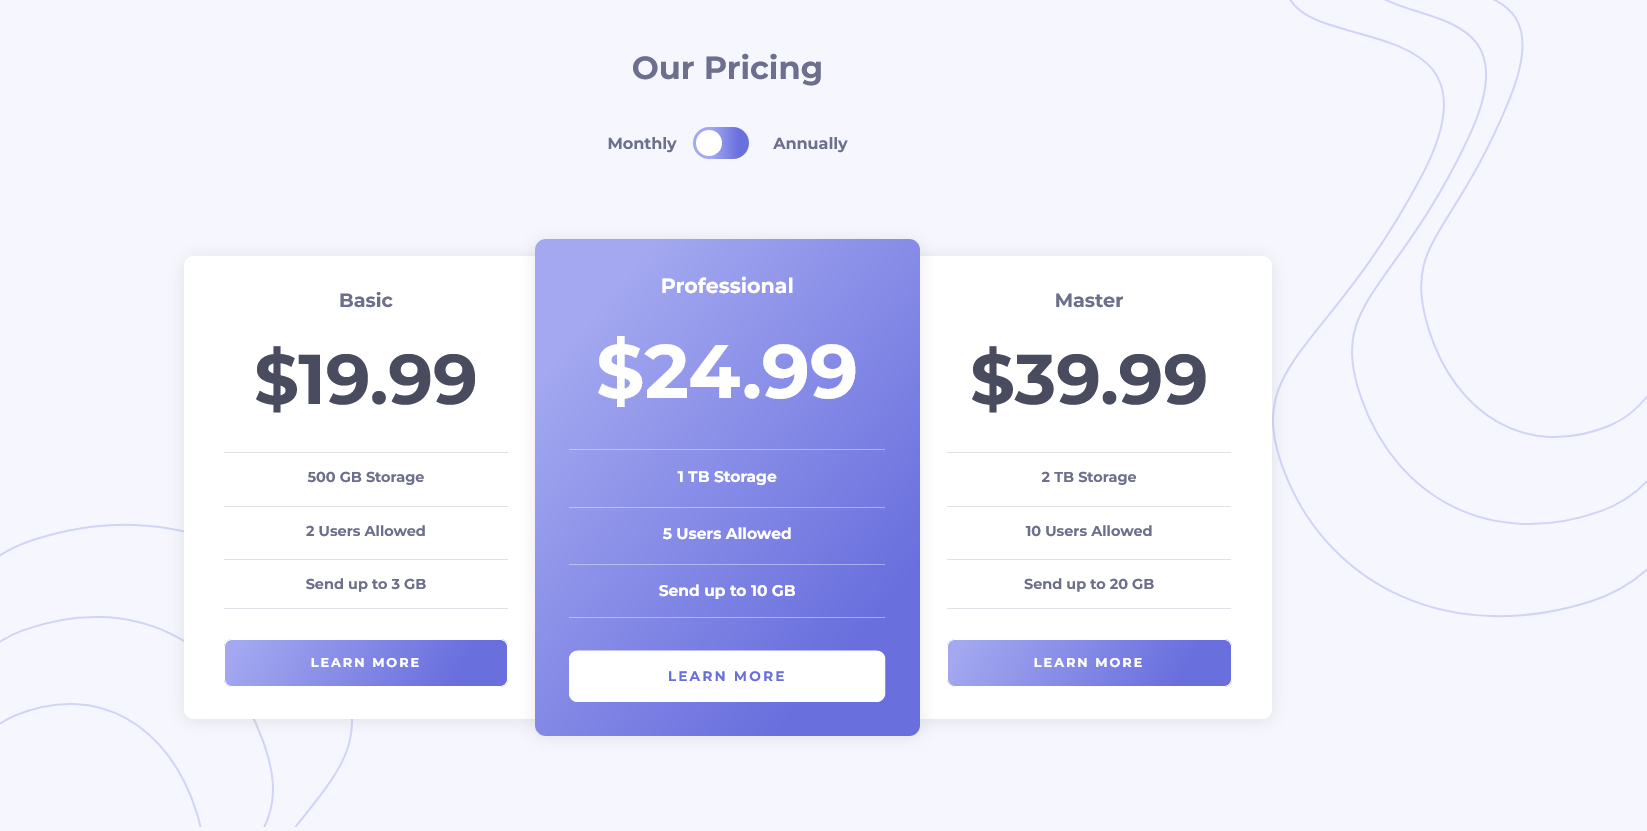 Our Pricing
Monthly Annually
Basic
$19.99
500 GB Storage
2 Users Allowed
Send up to 3 GB
LEARN MORE
Professional
$24.99
1 TB Storage
5 Users Allowed
Send up to 10 GB
LEARN MORE
Master
$39.99
2 TB Storage
10 Users Allowed
Send up to 20 GB
LEARN MORE